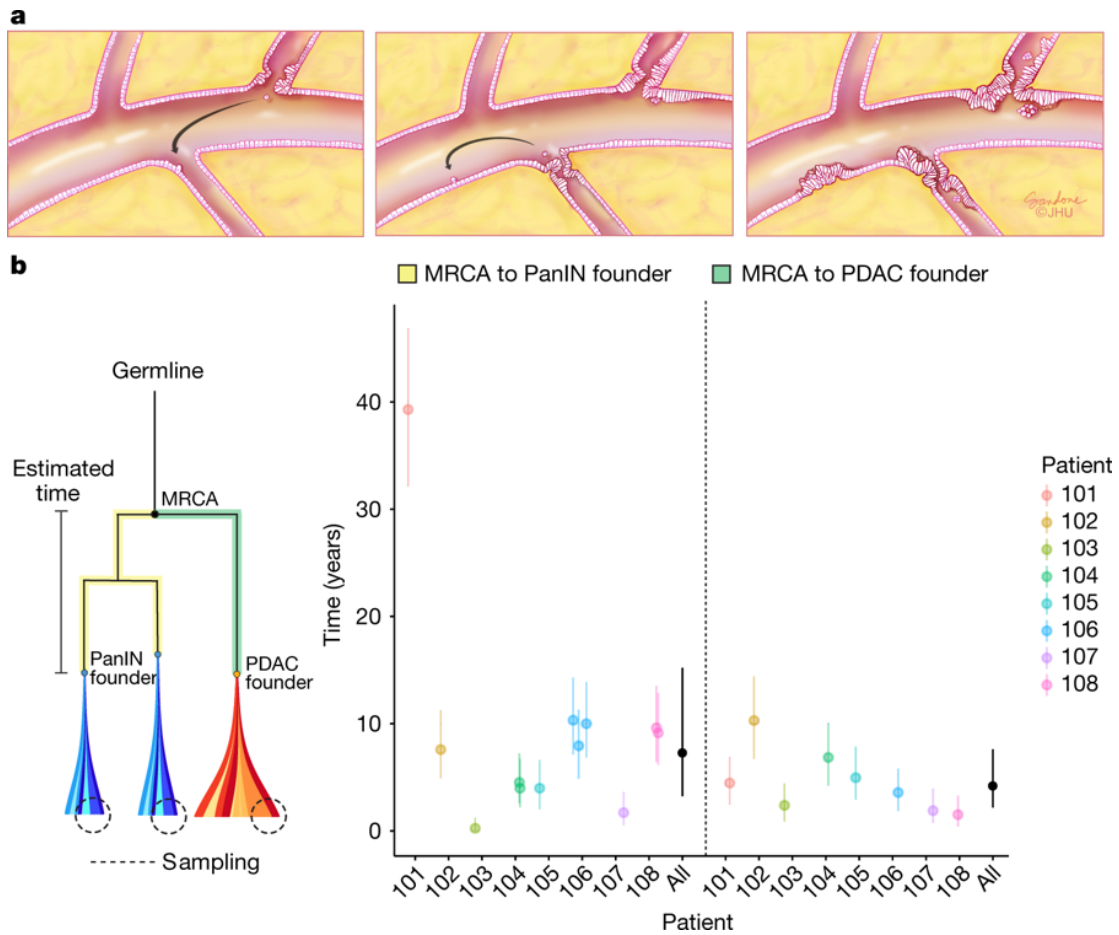 a
©JHU
b
MRCA to PanIN founder
MRCA to PDAC founder
Germline
Estimated
time
MRCA
PanIN
founder
PDAC
founder
Sampling
Time (years)
40
30
20
10
0
101
102
103
104
105
106
107
108
All
101
102
103
104
105
106
107
108
All
Patient
Patient
101
102
103
104
105
106
107
108